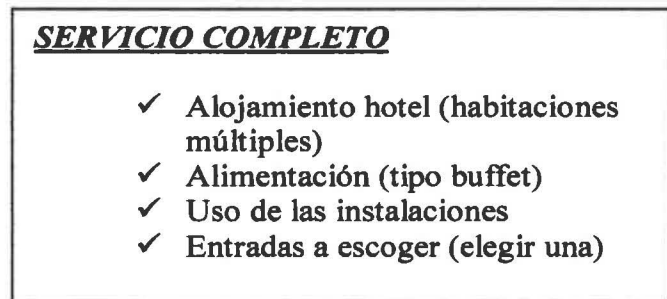 SERVICIO COMPLETO
✓ Alojamiento hotel (habitaciones
múltiples)
✓ Alimentación (tipo buffet)
✓ Uso de las instalaciones
✓ Entradas a escoger (elegir una)